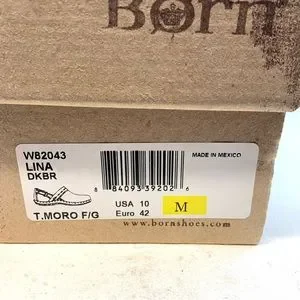 Born
W82043
LINA
DKBR
MADE IN MEXICO
8 84093 39202 6
T.MORO F/G
USA 10
Euro 42
M
www.bornshoes.com